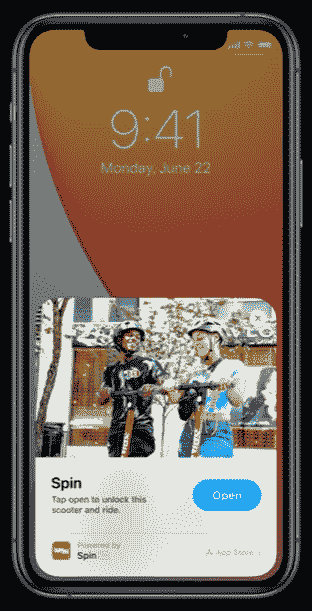 9:41
Monday, June 22
Spin
Tap open to unlock this
scooter and ride.
Open
Powered by
Spin
App Store